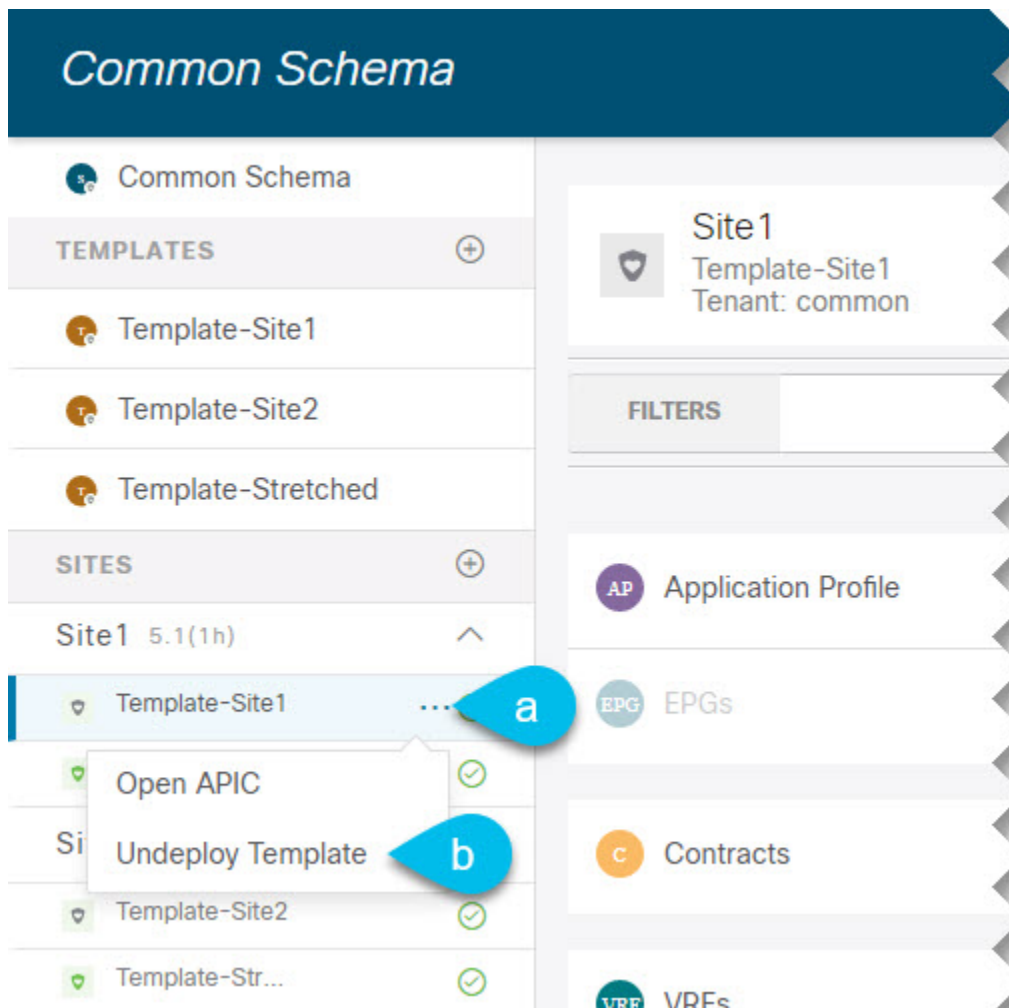 Common Schema
Common Schema
TEMPLATES
Template-Site1
Template-Site2
Template-Stretched
SITES
Site1 5.1(1h)
Template-Site1 ... a
Open APIC
Si
Undeploy Template b
Template-Site2
Template-Str...
Site1
Template-Site1
Tenant: common
FILTERS
AP Application Profile
EPG EPGs
C Contracts
VRF VRFs